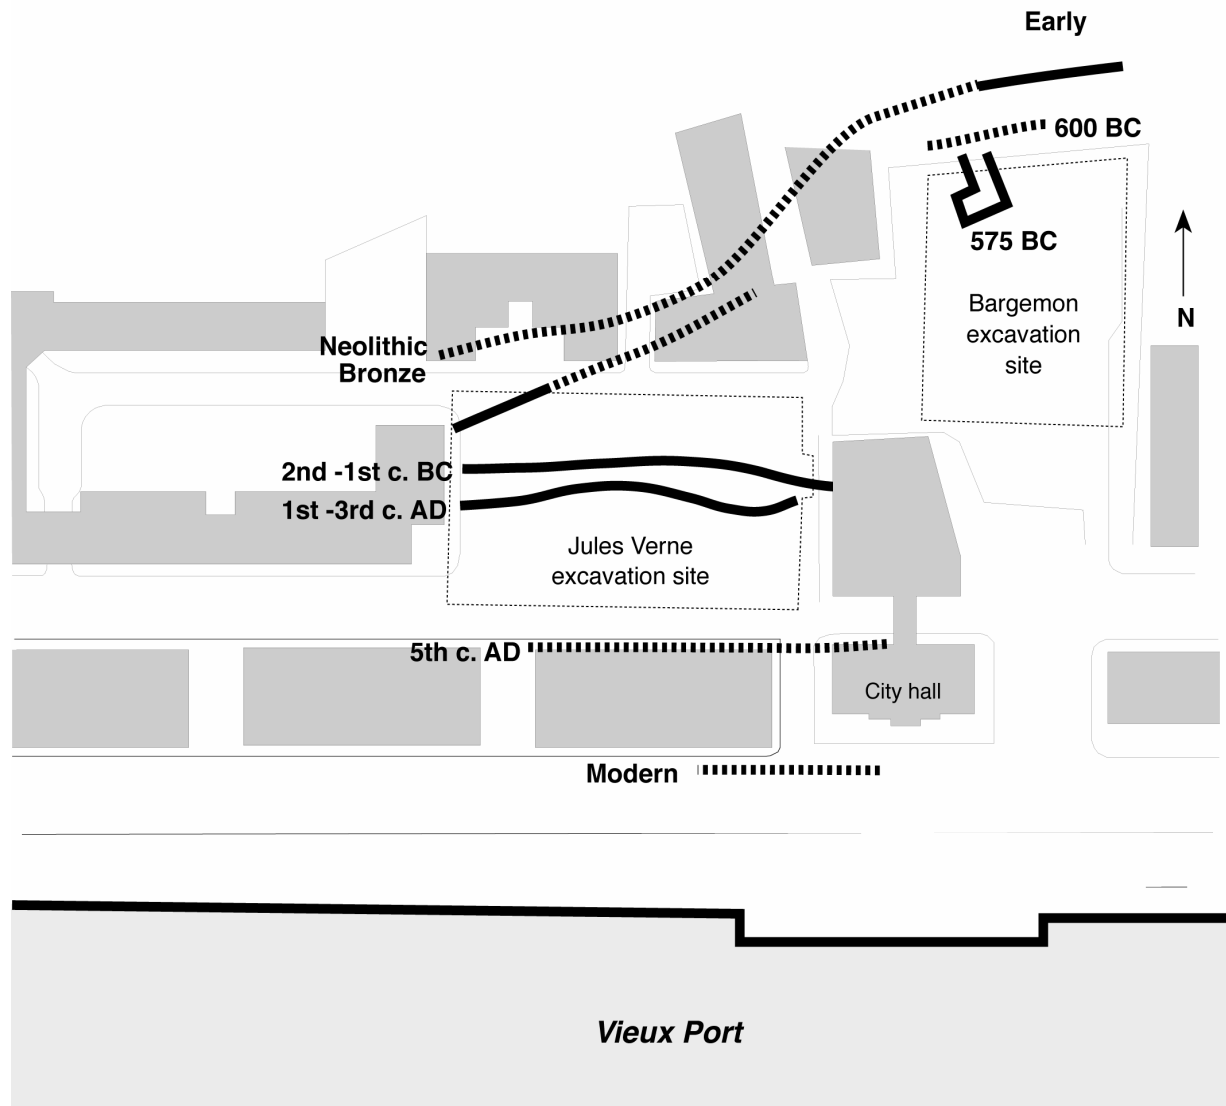 Early
600 BC
575 BC
Bargemon
excavation
site
N
Neolithic
Bronze
2nd -1st c. BC
1st -3rd c. AD
Jules Verne
excavation site
5th c. AD
City hall
Modern
Vieux Port